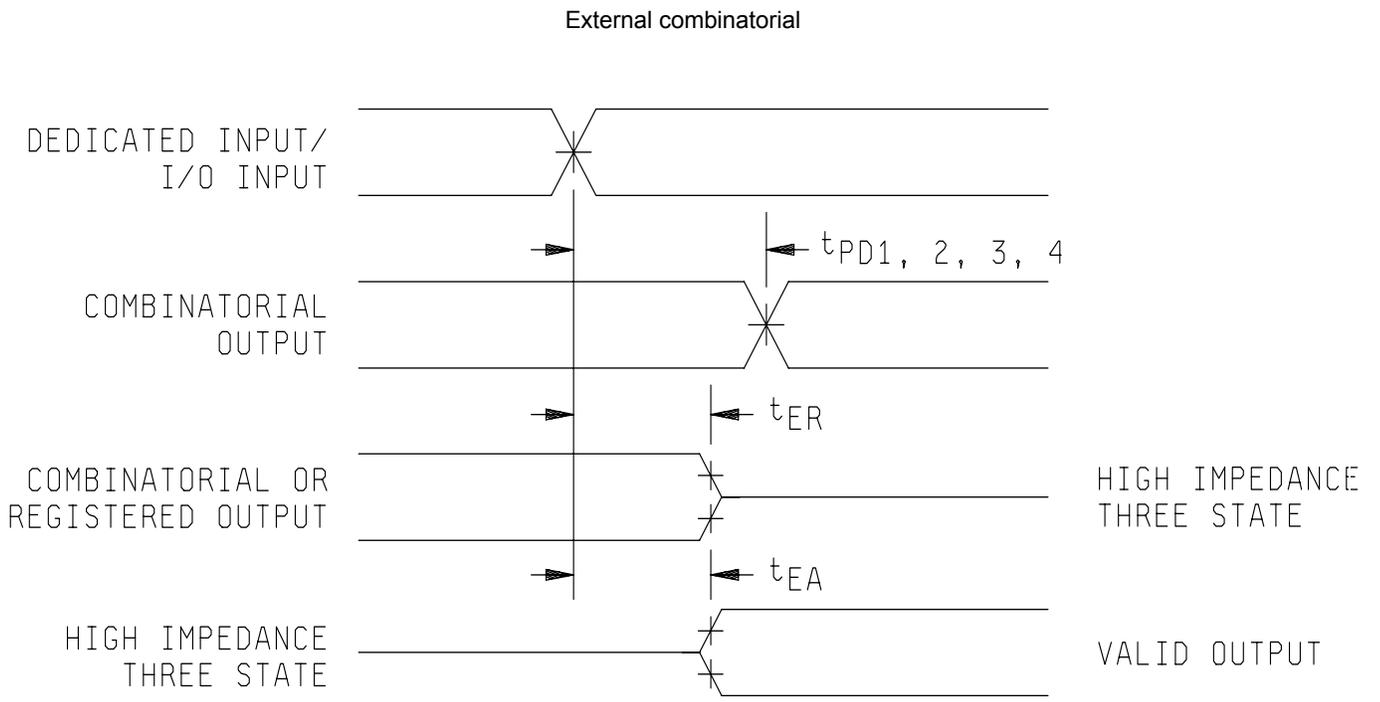 External combinatorial
DEDICATED INPUT/
I/O INPUT
tPD1, 2, 3, 4
COMBINATORIAL
OUTPUT
tER
COMBINATORIAL OR
REGISTERED OUTPUT
HIGH IMPEDANCE
THREE STATE
tEA
HIGH IMPEDANCE
THREE STATE
VALID OUTPUT